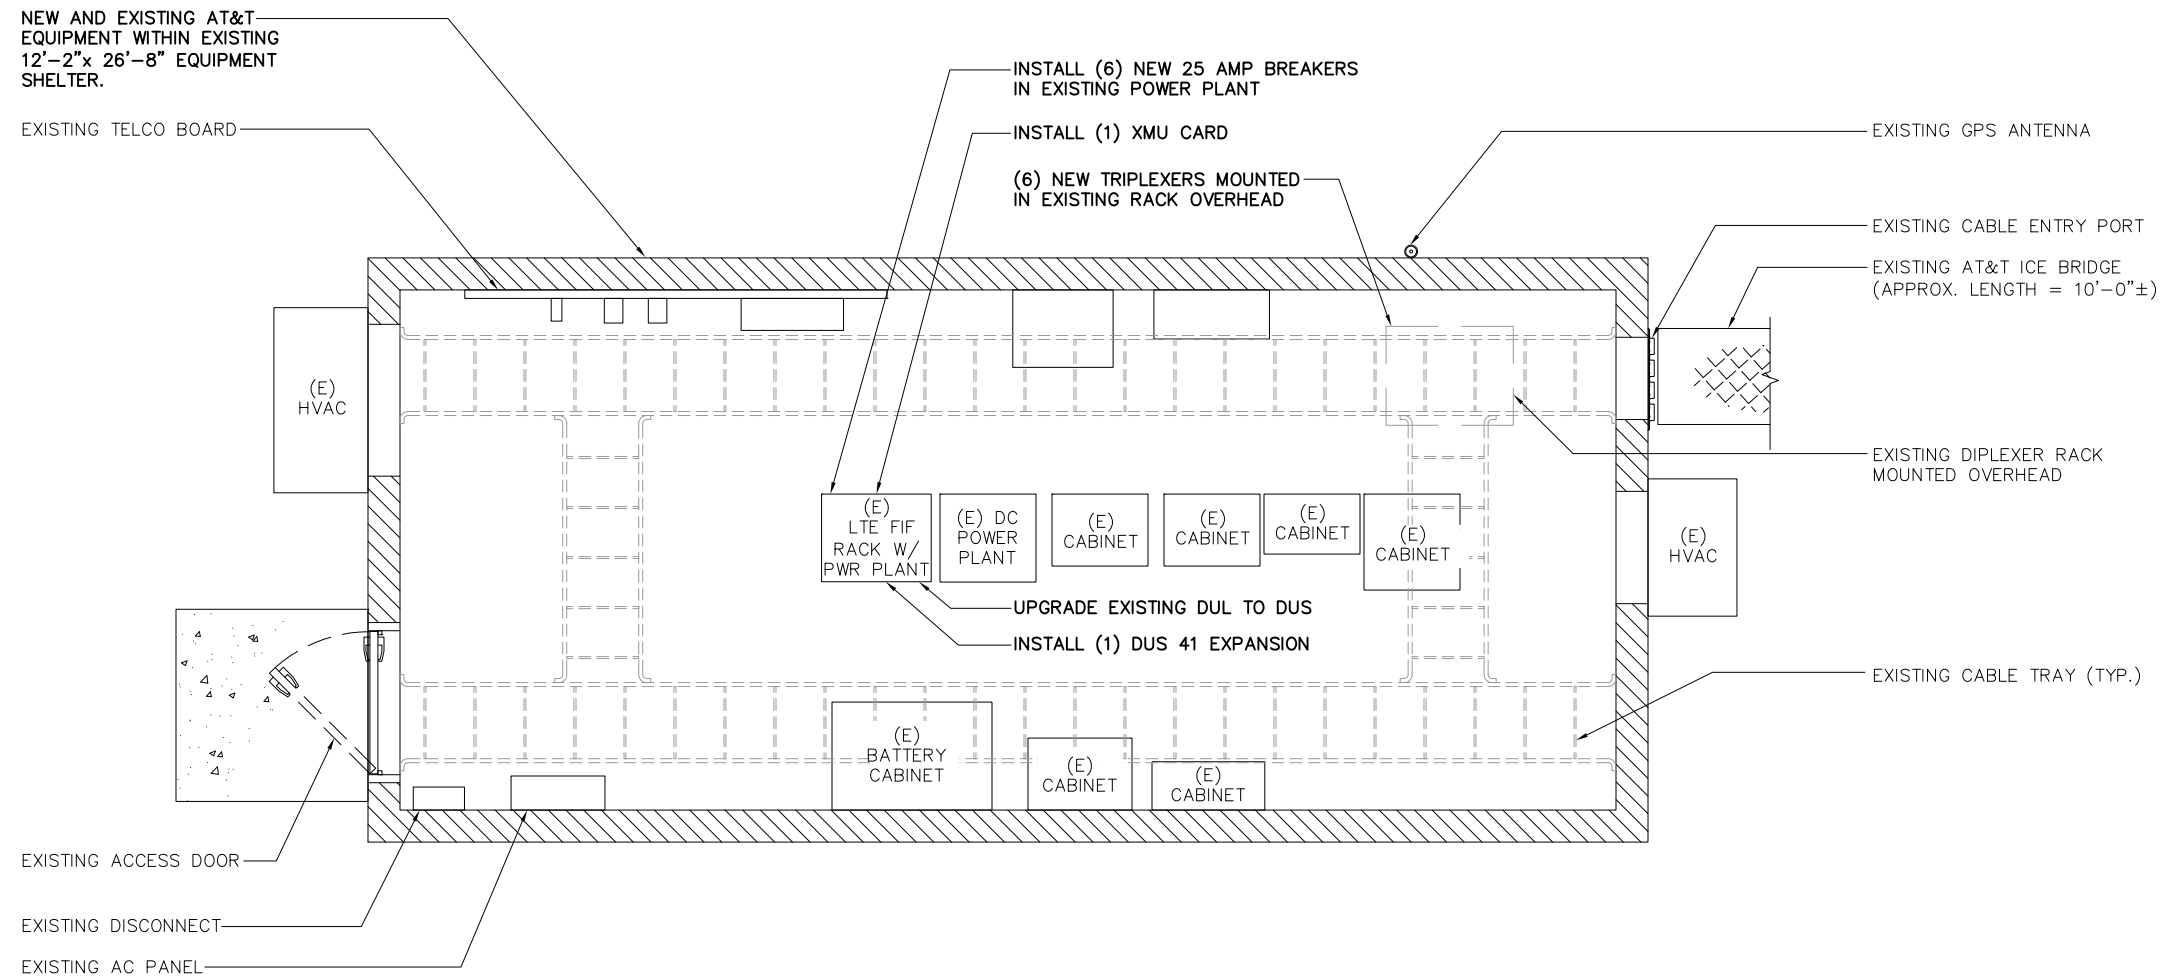 NEW AND EXISTING AT&T
EQUIPMENT WITHIN EXISTING
12'-2"x 26'-8" EQUIPMENT
SHELTER.
EXISTING TELCO BOARD
INSTALL (6) NEW 25 AMP BREAKERS
IN EXISTING POWER PLANT
INSTALL (1) XMU CARD
(6) NEW TRIPLEXERS MOUNTED
IN EXISTING RACK OVERHEAD
EXISTING GPS ANTENNA
EXISTING CABLE ENTRY PORT
EXISTING AT&T ICE BRIDGE
(APPROX. LENGTH = 10'-0"±)
(E)
HVAC
EXISTING DIPLEXER RACK
MOUNTED OVERHEAD
(E)
LTE FIF
RACK W/
PWR PLANT
(E) DC
POWER
PLANT
(E)
CABINET
(E)
CABINET
(E)
CABINET
(E)
CABINET
(E)
HVAC
UPGRADE EXISTING DUL TO DUS
INSTALL (1) DUS 41 EXPANSION
EXISTING CABLE TRAY (TYP.)
(E)
BATTERY
CABINET
(E)
CABINET
(E)
CABINET
EXISTING ACCESS DOOR
EXISTING DISCONNECT
EXISTING AC PANEL